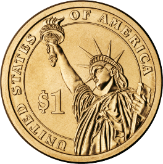 UNITED STATES OF AMERICA
$1